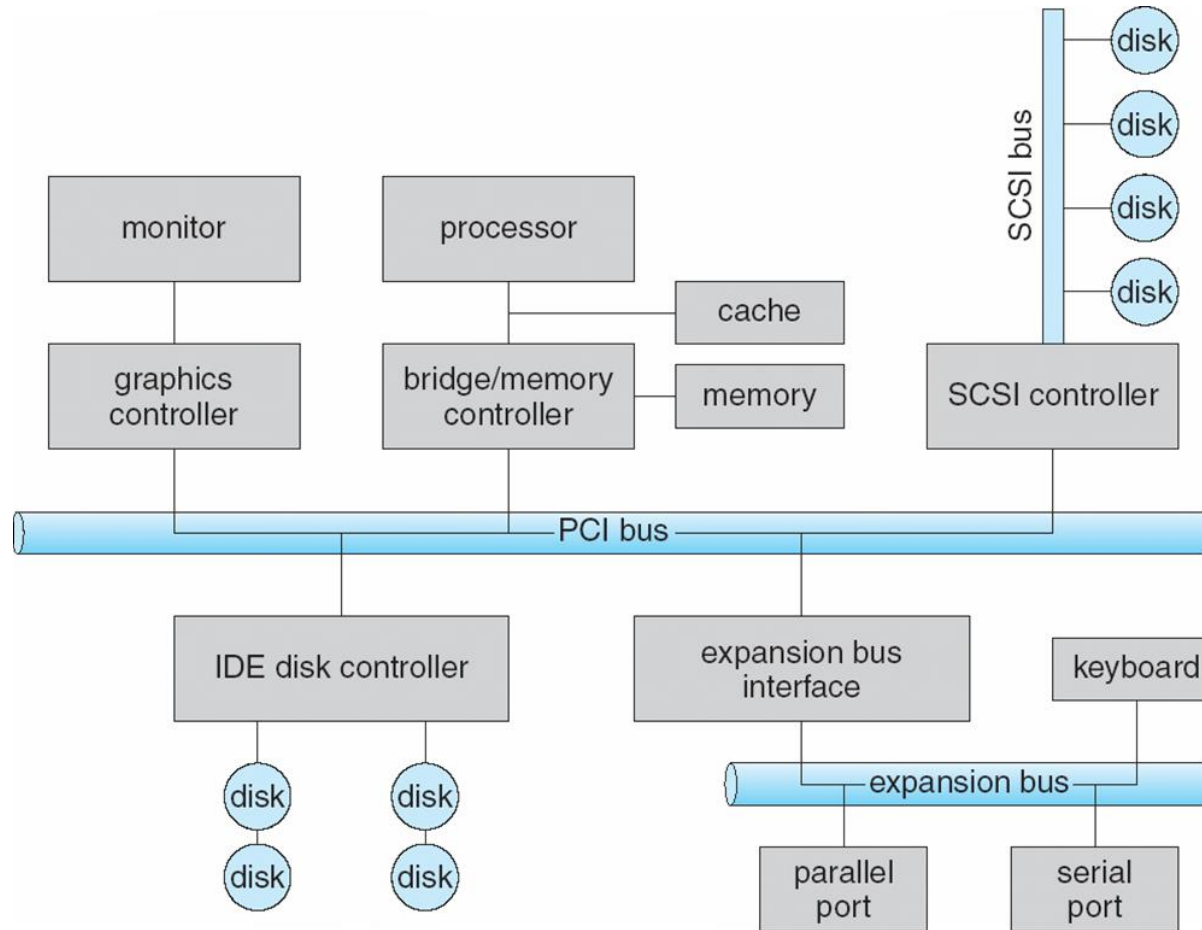 disk
disk
SCSI bus
disk
disk
monitor
processor
cache
graphics
controller
bridge/memory
controller
memory
SCSI controller
PCI bus
IDE disk controller
expansion bus
interface
keyboard
disk
disk
expansion bus
disk
disk
parallel
port
serial
port